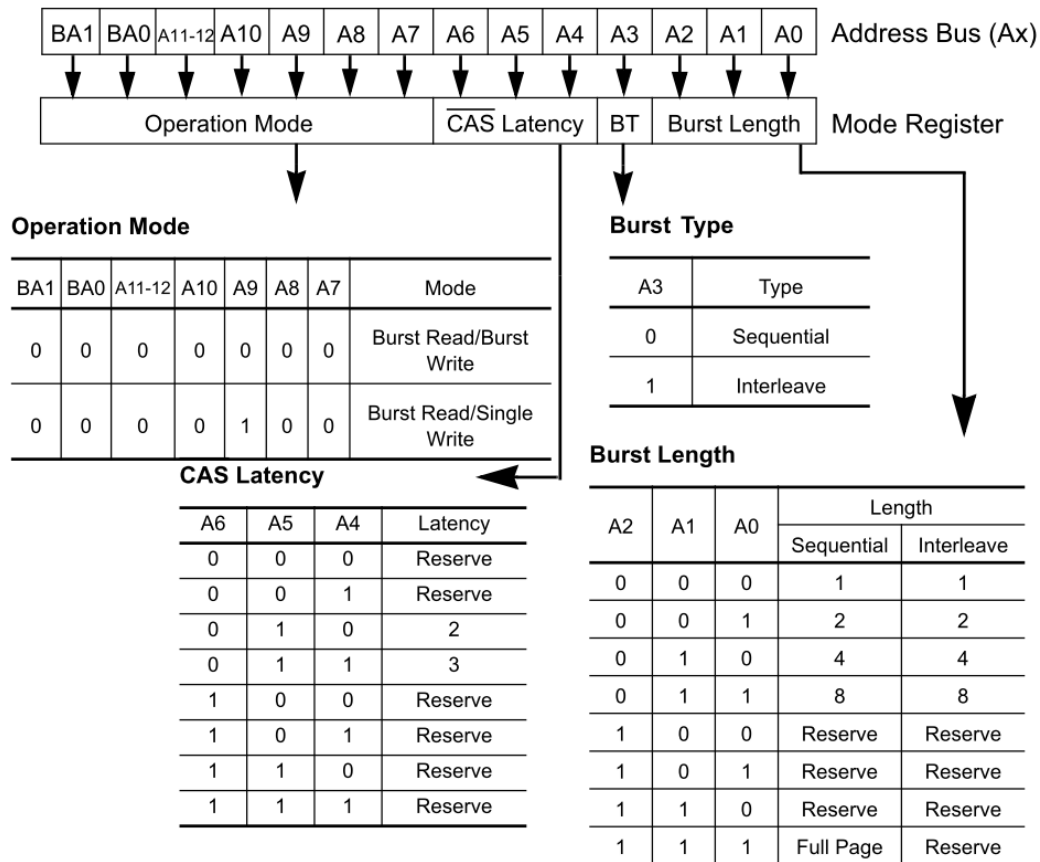 BA1 BA0 A11-12 A10 A9 A8 A7 A6 A5 A4 A3 A2 A1 A0 Address Bus (Ax)
Operation Mode CAS Latency BT Burst Length Mode Register
Operation Mode
BA1 BA0 A11-12 A10 A9 A8 A7 Mode
0 0 0 0 0 0 0 Burst Read/Burst
Write
0 0 0 0 1 0 0 Burst Read/Single
Write
Burst Type
A3 Type
0 Sequential
1 Interleave
CAS Latency
A6 A5 A4 Latency
0 0 0 Reserve
0 0 1 Reserve
0 1 0 2
0 1 1 3
1 0 0 Reserve
1 0 1 Reserve
1 1 0 Reserve
1 1 1 Reserve
Burst Length
A2 A1 A0 Length
Sequential Interleave
0 0 0 1 1
0 0 1 2 2
0 1 0 4 4
0 1 1 8 8
1 0 0 Reserve Reserve
1 0 1 Reserve Reserve
1 1 0 Reserve Reserve
1 1 1 Full Page Reserve